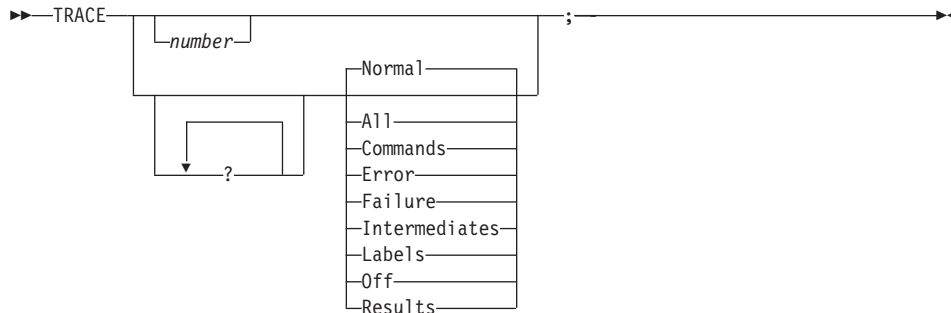 TRACE ;
number
Normal
All
Commands
?
Error
Failure
Intermediates
Labels
Off
Results